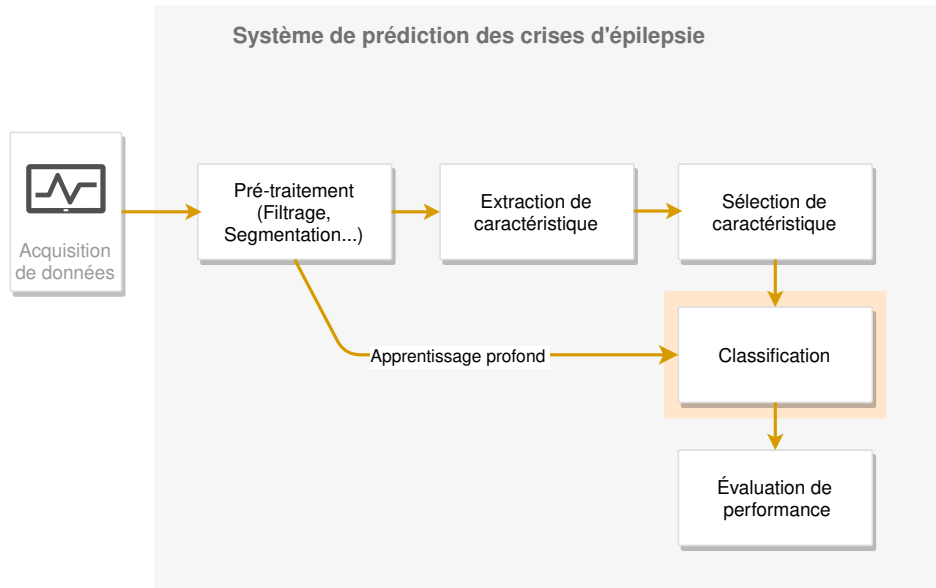 Système de prédiction des crises d'épilepsie
Acquisition
de données
Pré-traitement
(Filtrage,
Segmentation...)
Extraction de
caractéristique
Sélection de
caractéristique
Apprentissage profond
Classification
Évaluation de
performance